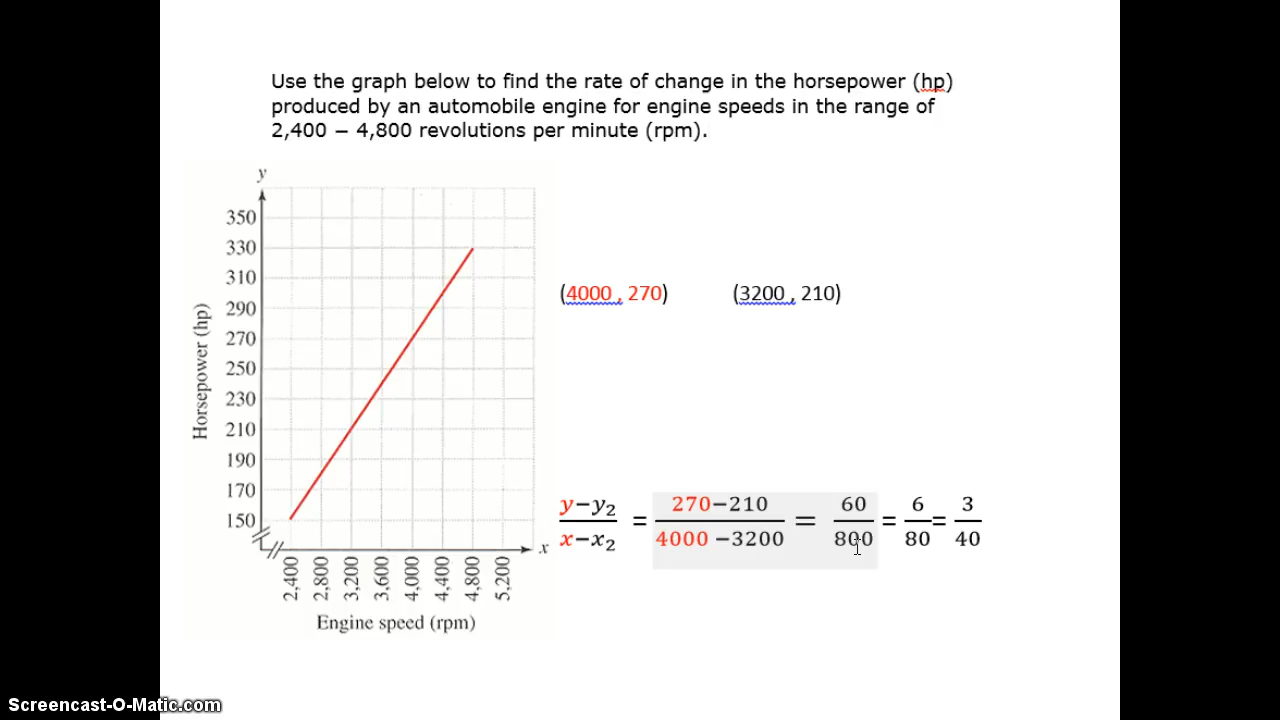 Use the graph below to find the rate of change in the horsepower (hp)
produced by an automobile engine for engine speeds in the range of
2,400 − 4,800 revolutions per minute (rpm).
y
350
330
310
290
270
250
230
210
190
170
150
Horsepower (hp)
x
2,400 2,800 3,200 3,600 4,000 4,400 4,800 5,200
Engine speed (rpm)
(4000 , 270) (3200 , 210)
y−y₂ / x−x₂ = 270−210 / 4000 −3200 = 60 / 800 = 6 / 80 = 3 / 40
Screencast-O-Matic.com